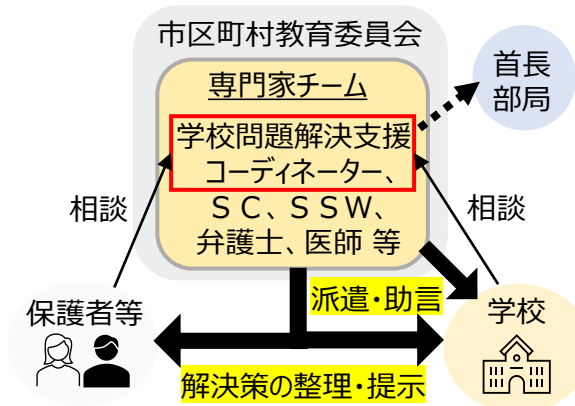 市区町村教育委員会
専門家チーム
学校問題解決支援
コーディネーター、
ＳＣ、ＳＳＷ、
弁護士、医師 等
首長
部局
相談
相談
保護者等
派遣・助言
学校
解決策の整理・提示